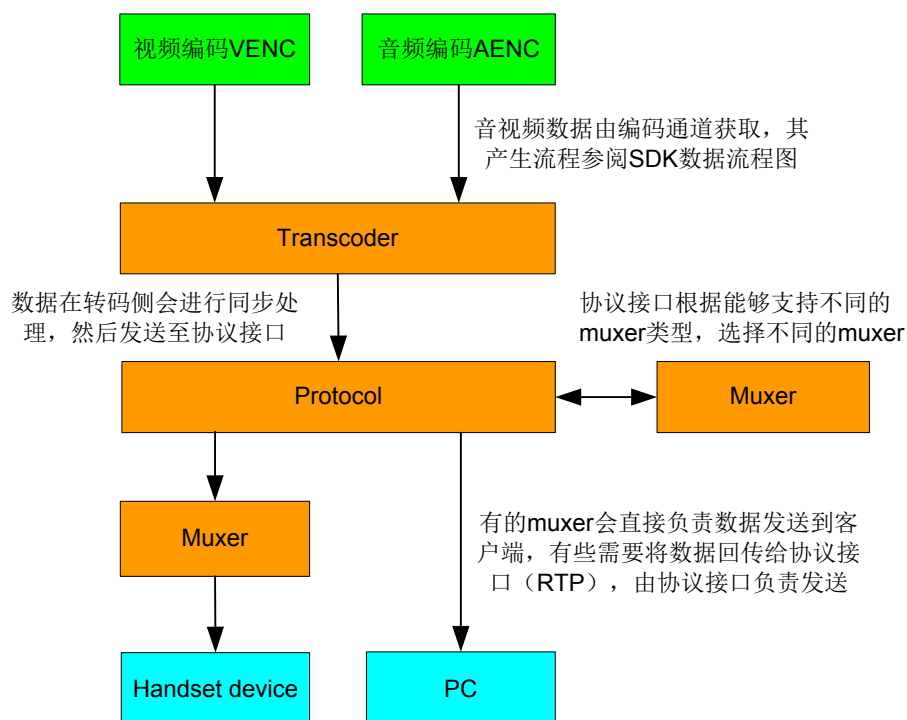 视频编码VENC
音频编码AENC
音视频数据由编码通道获取，其
产生流程参阅SDK数据流程图
Transcoder
数据在转码侧会进行同步处
理，然后发送至协议接口
协议接口根据能够支持不同的
muxer类型，选择不同的muxer
Protocol
Muxer
Muxer
有的muxer会直接负责数据发送到客
户端，有些需要将数据回传给协议接
口（RTP），由协议接口负责发送
Handset device
PC